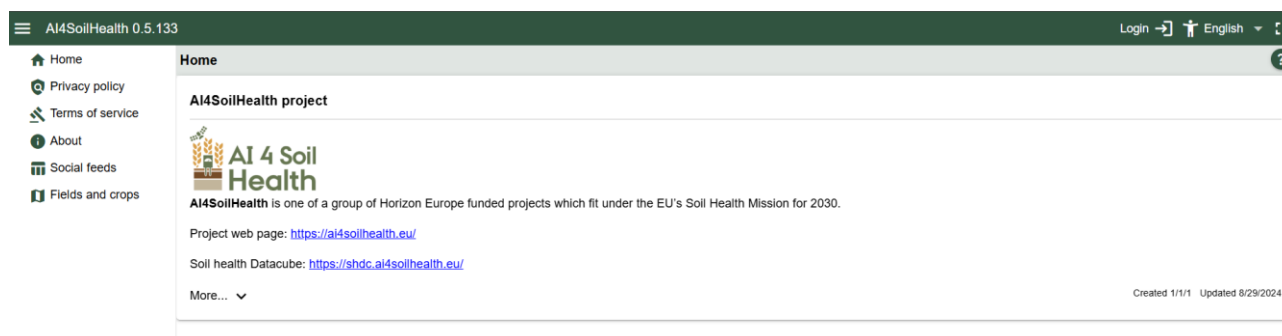 AI4SoilHealth 0.5.133
Login
English
Home
Privacy policy
Terms of service
About
Social feeds
Fields and crops
Home
?
AI4SoilHealth project
AI 4 Soil
Health
AI4SoilHealth is one of a group of Horizon Europe funded projects which fit under the EU's Soil Health Mission for 2030.
Project web page: https://ai4soilhealth.eu/
Soil health Datacube: https://shdc.ai4soilhealth.eu/
More...
Created 1/1/1 Updated 8/29/2024